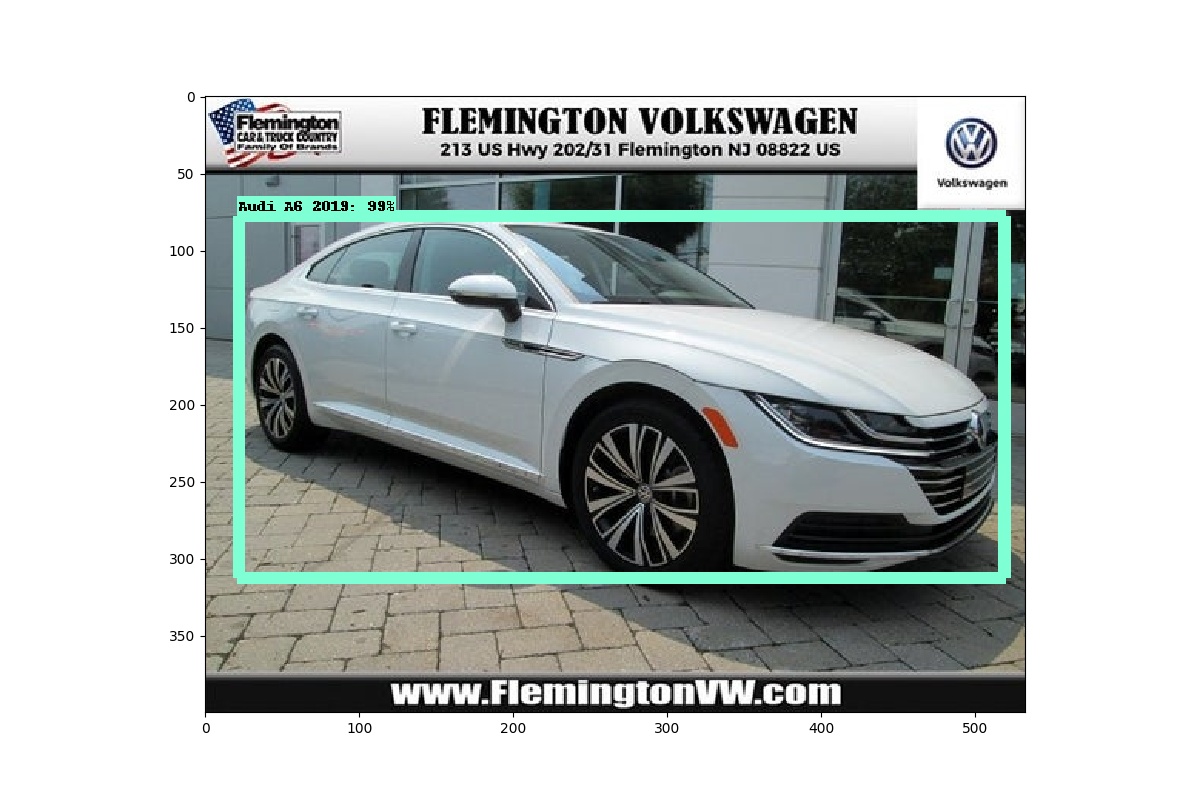 Flemington
CAR & TRUCK COUNTRY
Family Of Brands
FLEMINGTON VOLKSWAGEN
213 US Hwy 202/31 Flemington NJ 08822 US
Volkswagen
Audi A6 2019: 99%
www.FlemingtonVW.com
0
50
100
150
200
250
300
350
0 100 200 300 400 500